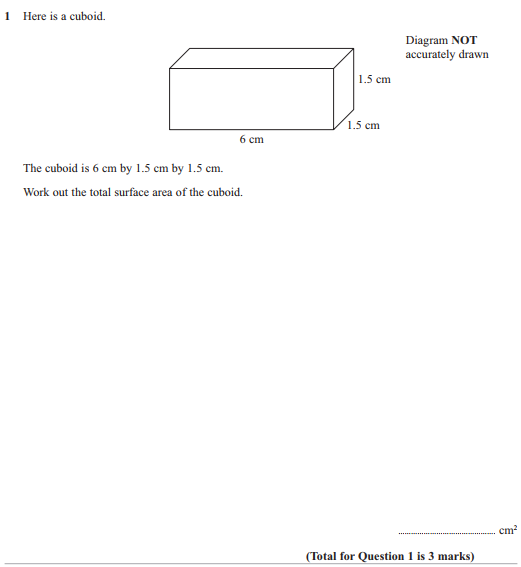 1 Here is a cuboid.
Diagram NOT
accurately drawn
1.5 cm
1.5 cm
6 cm
The cuboid is 6 cm by 1.5 cm by 1.5 cm.
Work out the total surface area of the cuboid.
.............................................. cm²
(Total for Question 1 is 3 marks)